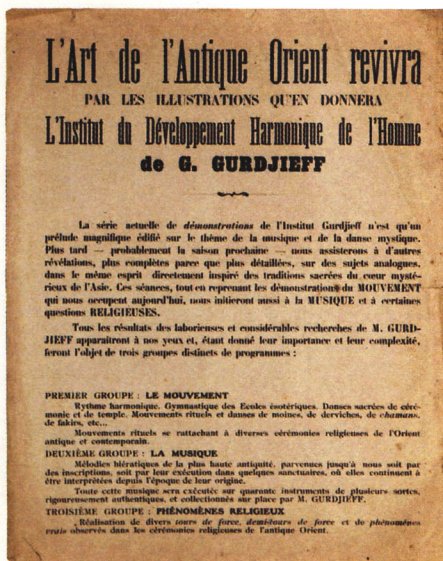 L'Art de l'Antique Orient revivra
PAR LES ILLUSTRATIONS QU'EN DONNERA
L'Institut du Développement Harmonique de l'Homme
de G. GURDJIEFF
La série actuelle de démonstrations de l'Institut Gurdjieff n'est qu'un
prélude magnifique édifié sur le thème de la musique et de la danse mystique.
Plus tard — probablement la saison prochaine — nous assisterons à d'autres
révélations, plus complètes parce que plus détaillées, sur des sujets analogues,
dans le même esprit directement inspiré des traditions sacrées du cœur mysté-
rieux de l'Asie. Ces séances, tout en reprenant les démonstrations du MOUVEMENT
qui nous occupent aujourd'hui, nous initieront aussi à la MUSIQUE et à certaines
questions RELIGIEUSES.
Tous les résultats des laborieuses et considérables recherches de M. GURD-
JIEFF apparaîtront à nos yeux et, étant donné leur importance et leur complexité,
feront l'objet de trois groupes distincts de programmes :
PREMIER GROUPE : LE MOUVEMENT
Rythme harmonique. Gymnastique des Ecoles ésotériques. Danses sacrées de céré-
monie et de temple. Mouvements rituels et danses de moines, de derviches, de chamans,
de fakirs, etc...
Mouvements rituels se rattachant à diverses cérémonies religieuses de l'Orient
antique et contemporain.
DEUXIÈME GROUPE : LA MUSIQUE
Mélodies hiératiques de la plus haute antiquité, parvenues jusqu'à nous soit par
des inscriptions, soit par leur exécution dans quelques sanctuaires, où elles continuent à
être interprétées depuis l'époque de leur origine.
Toute cette musique sera exécutée sur quarante instruments de plusieurs sortes,
rigoureusement authentiques, et collectionnés sur place par M. GURDJIEFF.
TROISIÈME GROUPE : PHÉNOMÈNES RELIGIEUX
Réalisation de divers tours de force, demi-tours de force et de phénomènes
vrais observés dans les cérémonies religieuses de l'antique Orient.